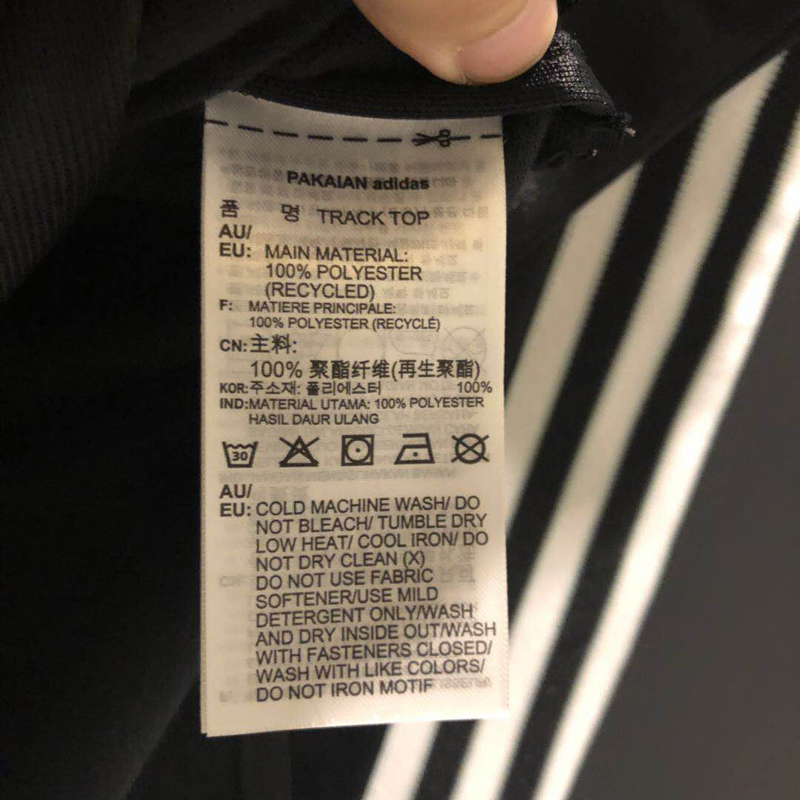 PAKAIAN adidas
품 명 TRACK TOP
AU/
EU: MAIN MATERIAL:
100% POLYESTER
(RECYCLED)
F: MATIERE PRINCIPALE:
100% POLYESTER (RECYCLÉ)
CN:主料:
100% 聚酯纤维(再生聚酯)
KOR:주소재: 폴리에스터 100%
IND:MATERIAL UTAMA: 100% POLYESTER
HASIL DAUR ULANG
30
AU/
EU: COLD MACHINE WASH/ DO
NOT BLEACH/ TUMBLE DRY
LOW HEAT/ COOL IRON/ DO
NOT DRY CLEAN (X)
DO NOT USE FABRIC
SOFTENER/USE MILD
DETERGENT ONLY/WASH
AND DRY INSIDE OUT/WASH
WITH FASTENERS CLOSED/
WASH WITH LIKE COLORS/
DO NOT IRON MOTIF